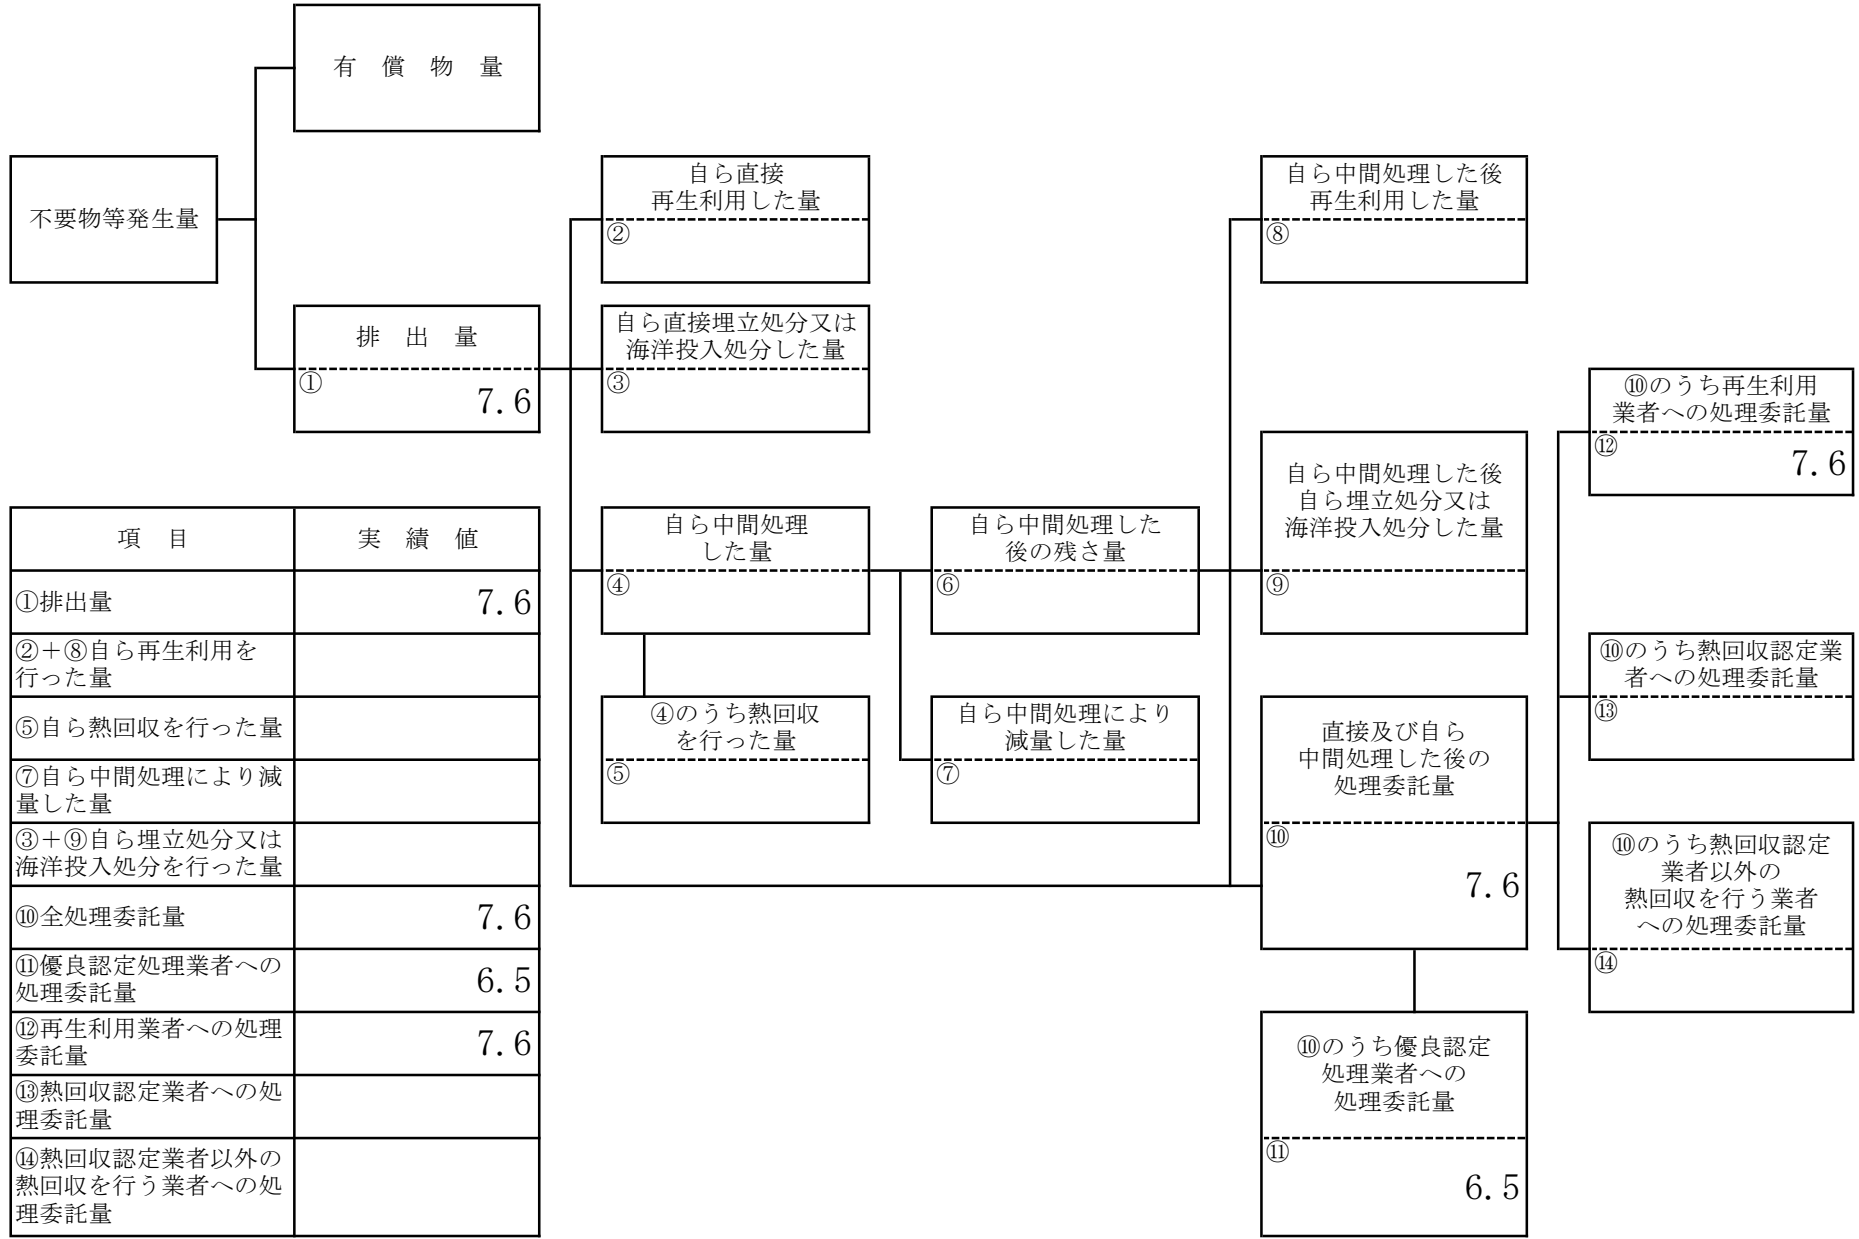 有　償　物　量
不要物等発生量
排　出　量
①
7.6
自ら直接
再生利用した量
②
自ら直接埋立処分又は
海洋投入処分した量
③
自ら中間処理
した量
④
④のうち熱回収
を行った量
⑤
自ら中間処理した
後の残さ量
⑥
自ら中間処理により
減量した量
⑦
自ら中間処理した後
再生利用した量
⑧
自ら中間処理した後
自ら埋立処分又は
海洋投入処分した量
⑨
直接及び自ら
中間処理した後の
処理委託量
⑩
7.6
⑩のうち優良認定
処理業者への
処理委託量
⑪
6.5
⑩のうち再生利用
業者への処理委託量
⑫
7.6
⑩のうち熱回収認定業
者への処理委託量
⑬
⑩のうち熱回収認定
業者以外の
熱回収を行う業者
への処理委託量
⑭
項　目
実　績　値
①排出量
7.6
②＋⑧自ら再生利用を
行った量
⑤自ら熱回収を行った量
⑦自ら中間処理により減
量した量
③＋⑨自ら埋立処分又は
海洋投入処分を行った量
⑩全処理委託量
7.6
⑪優良認定処理業者への
処理委託量
6.5
⑫再生利用業者への処理
委託量
7.6
⑬熱回収認定業者への処
理委託量
⑭熱回収認定業者以外の
熱回収を行う業者への処
理委託量